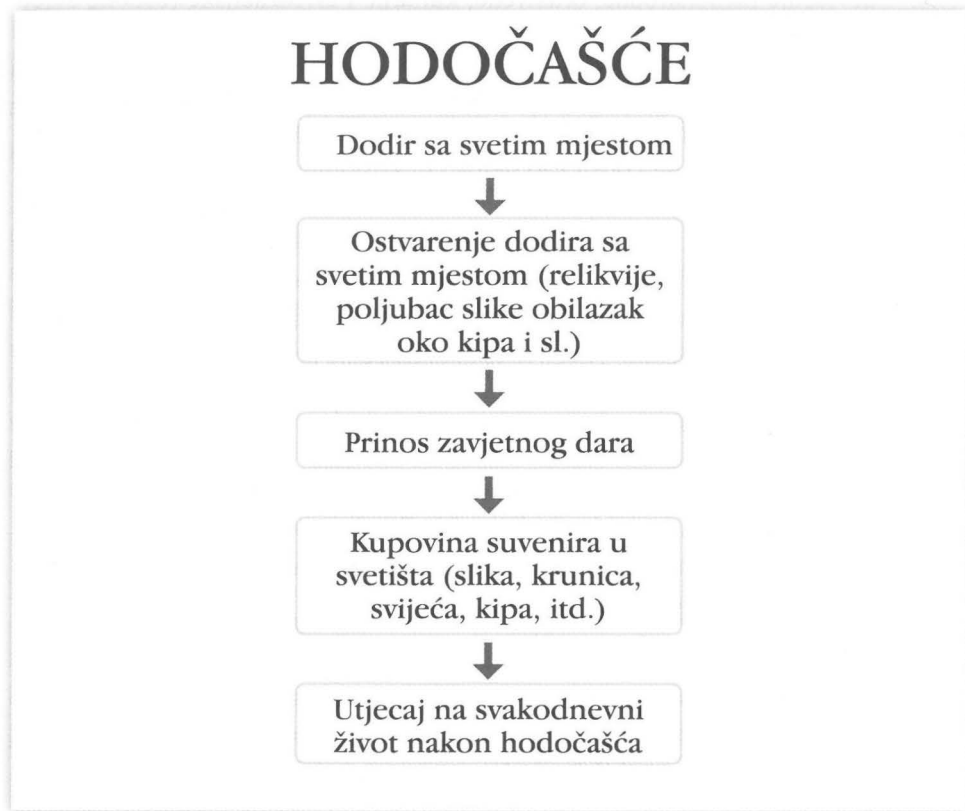 HODOČAŠĆE
Dodir sa svetim mjestom
Ostvarenje dodira sa
svetim mjestom (relikvije,
poljubac slike obilazak
oko kipa i sl.)
Prinos zavjetnog dara
Kupovina suvenira u
svetišta (slika, krunica,
svijeća, kipa, itd.)
Utjecaj na svakodnevni
život nakon hodočašća